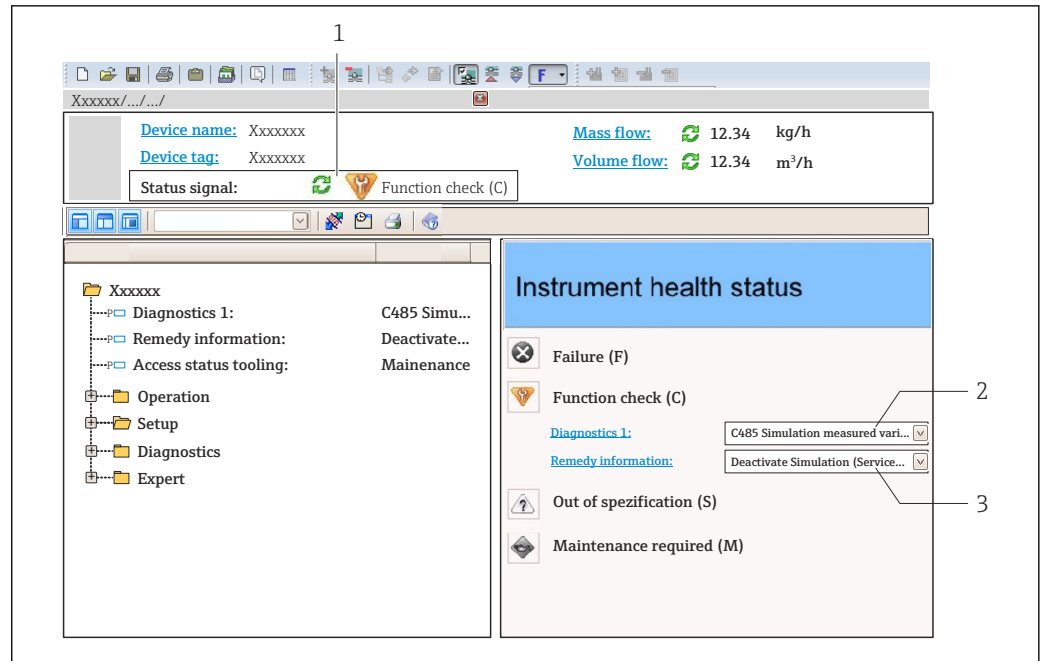 1
F
Xxxxxx/.../.../
Device name: Xxxxxxx
Mass flow: 12.34 kg/h
Device tag: Xxxxxxx
Volume flow: 12.34 m³/h
Status signal: Function check (C)
Xxxxxx
Diagnostics 1: C485 Simu...
Remedy information: Deactivate...
Access status tooling: Mainenance
Operation
Setup
Diagnostics
Expert
Instrument health status
Failure (F)
Function check (C)
2
Diagnostics 1: C485 Simulation measured vari...
Remedy information: Deactivate Simulation (Service...
3
Out of spezification (S)
Maintenance required (M)